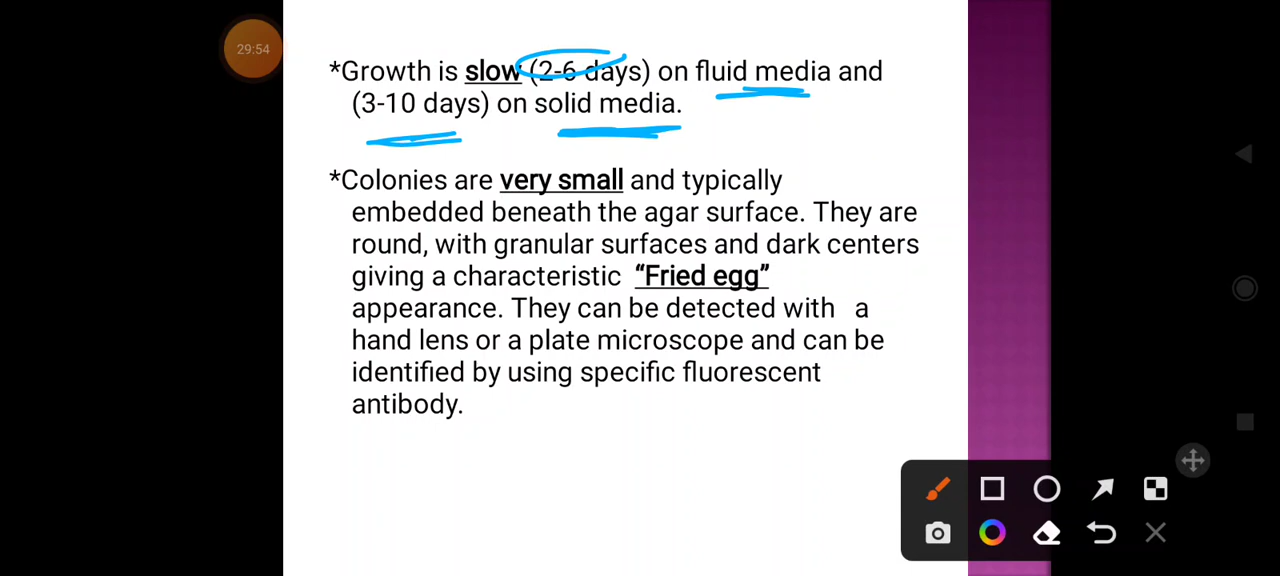 29:54
*Growth is slow (2-6 days) on fluid media and
(3-10 days) on solid media.
*Colonies are very small and typically
embedded beneath the agar surface. They are
round, with granular surfaces and dark centers
giving a characteristic “Fried egg”
appearance. They can be detected with a
hand lens or a plate microscope and can be
identified by using specific fluorescent
antibody.